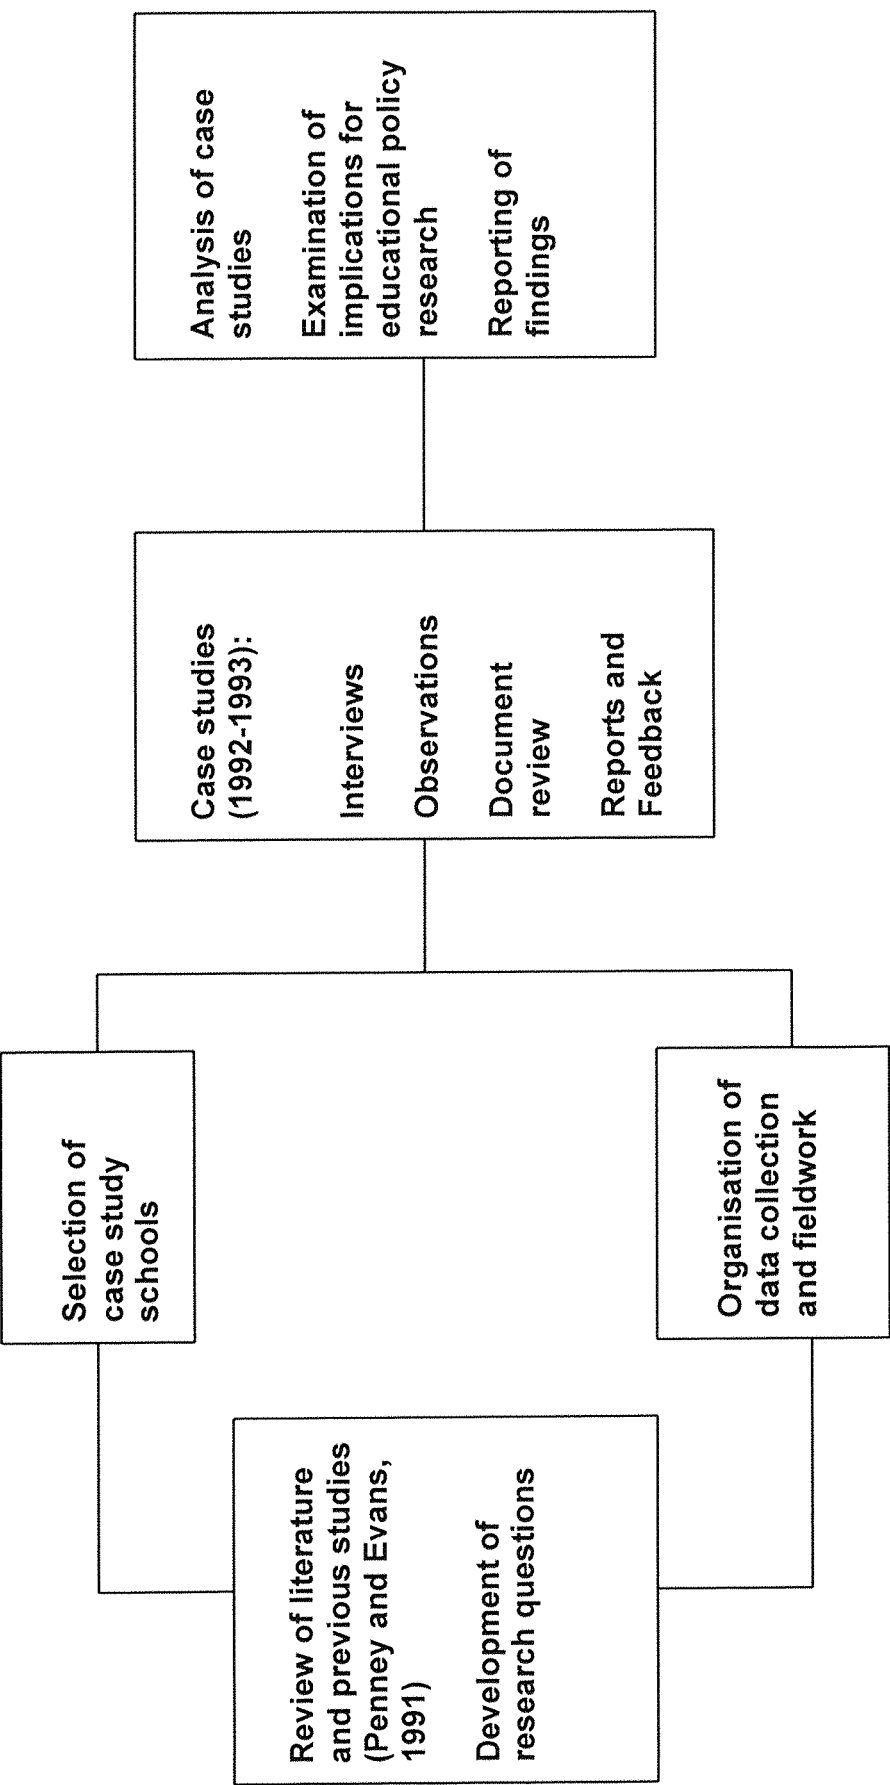 Review of literature
and previous studies
(Penney and Evans,
1991)
Development of
research questions
Selection of
case study
schools
Organisation of
data collection
and fieldwork
Case studies
(1992-1993):
Interviews
Observations
Document
review
Reports and
Feedback
Analysis of case
studies
Examination of
implications for
educational policy
research
Reporting of
findings